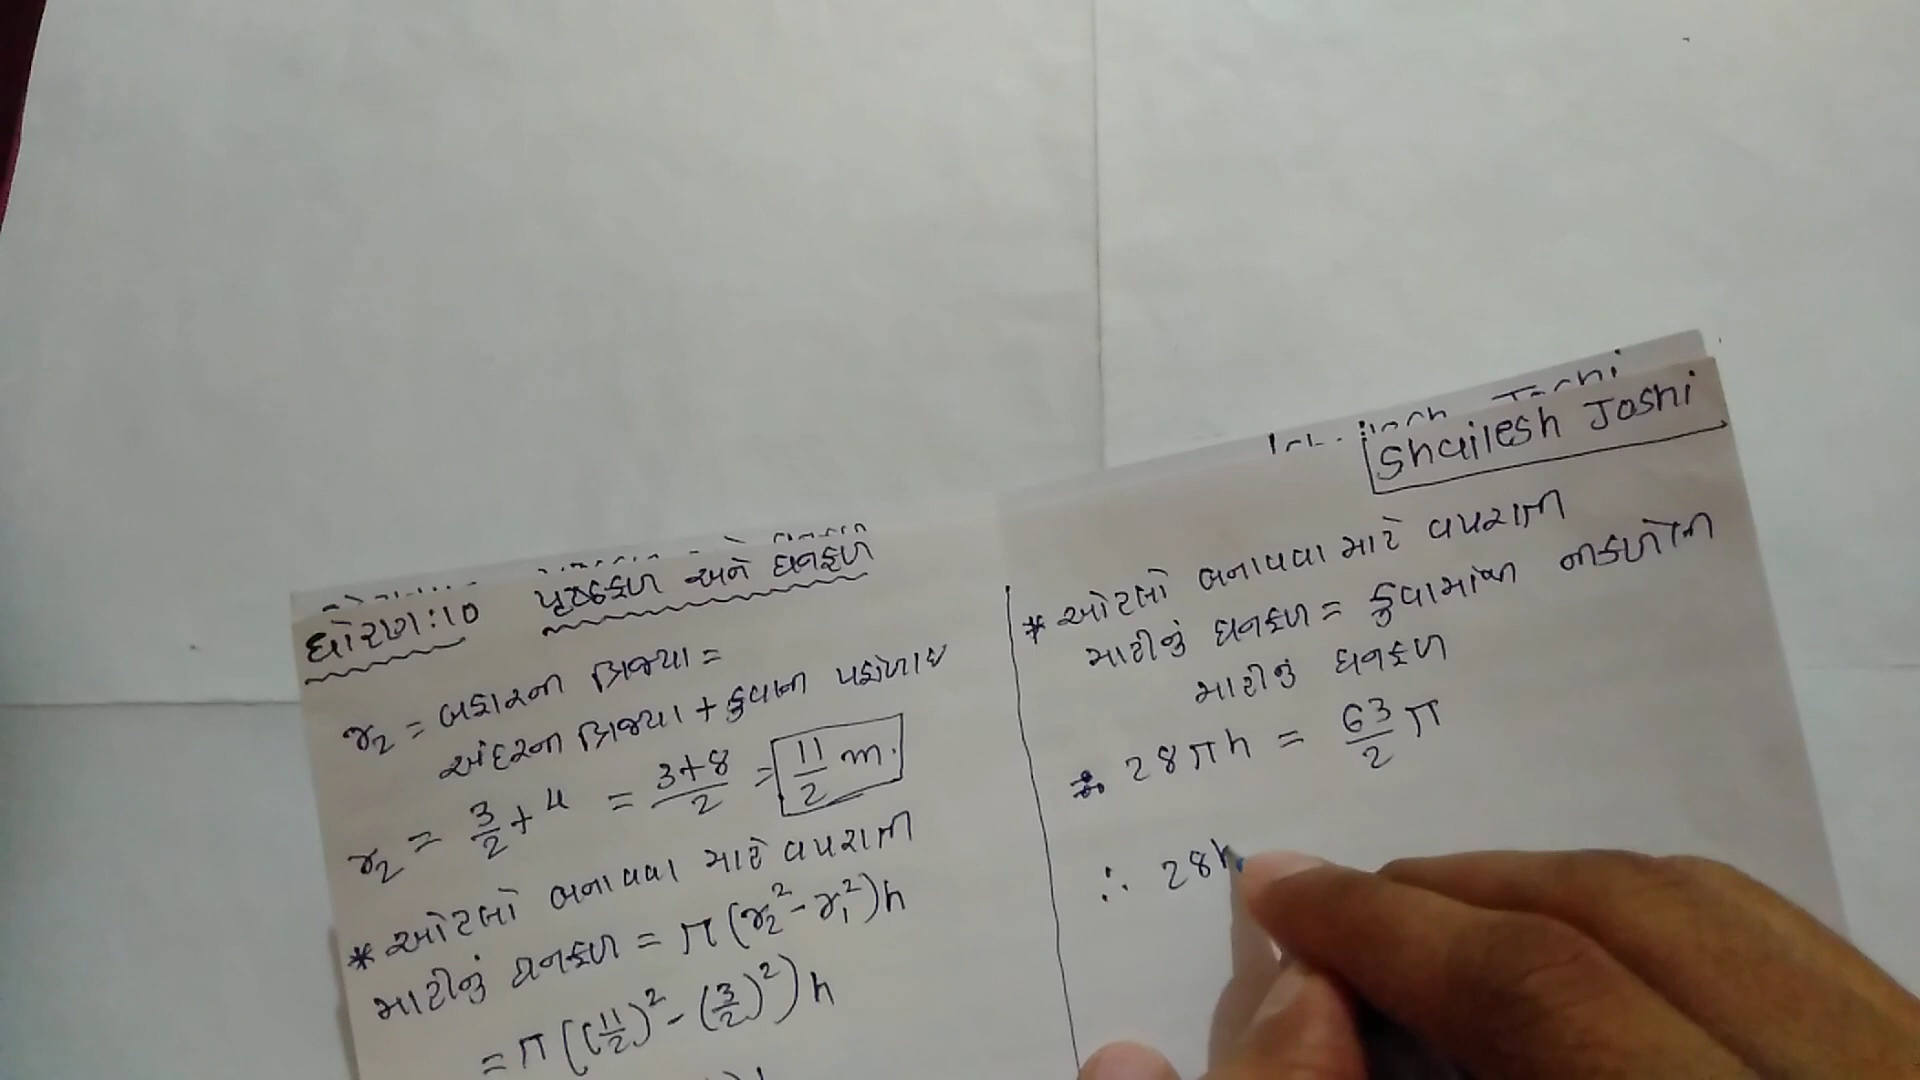 Shailesh Joshi
ધોરણ:10 પૃષ્ઠફળ અને ઘનફળ
r₂ = બહારની ત્રિજ્યા =
અંદરની ત્રિજ્યા + કુવાની પહોળાઇ
r₂ = 3/2 + 4 = (3+8)/2 = 11/2 m.
* ઓટલો બનાવવા માટે વપરાતી
માટીનું ઘનફળ = π(r₂² - r₁²)h
= π((11/2)² - (3/2)²)h
* ઓટલો બનાવવા માટે વપરાતી
માટીનું ઘનફળ = કુવામાંથી નીકળેલી
માટીનું ઘનફળ
∴ 28πh = 63/2 π
∴ 28h